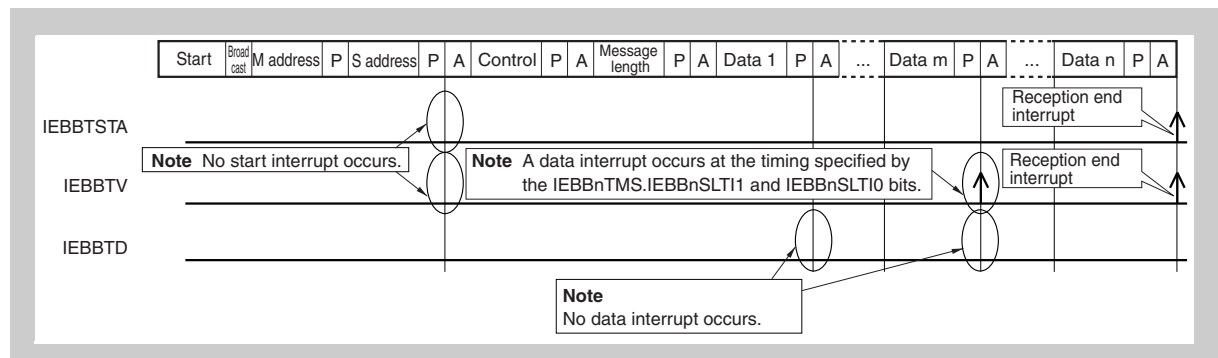 Start Broad cast M address P S address P A Control P A Message length P A Data 1 P A ... Data m P A ... Data n P A
Reception end
interrupt
IEBBTSTA
Note No start interrupt occurs.
Note A data interrupt occurs at the timing specified by
the IEBBnTMS.IEBBnSLTI1 and IEBBnSLTI0 bits.
Reception end
interrupt
IEBBTV
IEBBTD
Note
No data interrupt occurs.